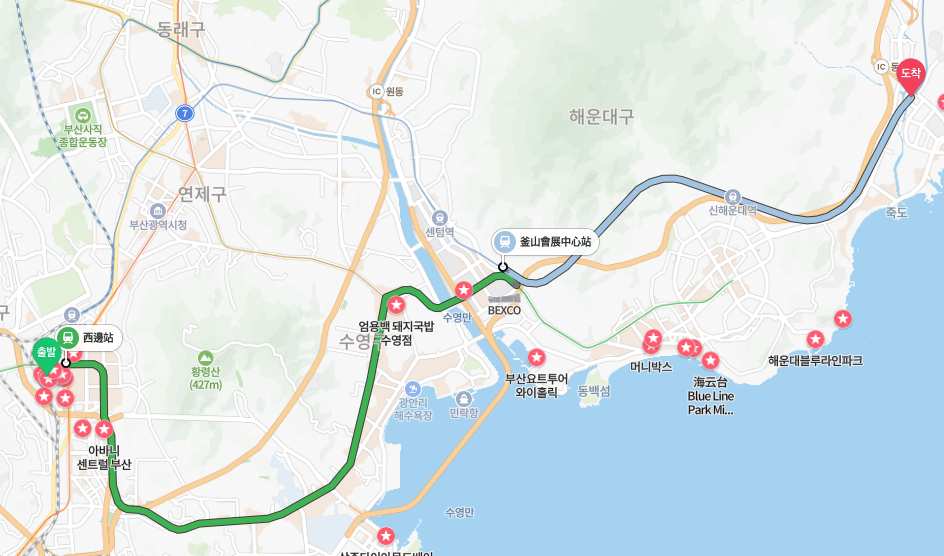 동래구
IC 원동
IC 동
도착
7
부산사직
종합운동장
해운대구
연제구
부산광역시청
신해운대역
죽도
센텀역
釜山會展中心站
BEXCO
구
西邊站
출발
엄용백 돼지국밥
수영점
수영
수영만
황령산
(427m)
부산요트투어
와이홀릭
머니박스
해운대블루라인파크
海云台
Blue Line
Park Mi...
동백섬
광안리
해수욕장
민락항
아바니
센트럴 부산
수영만